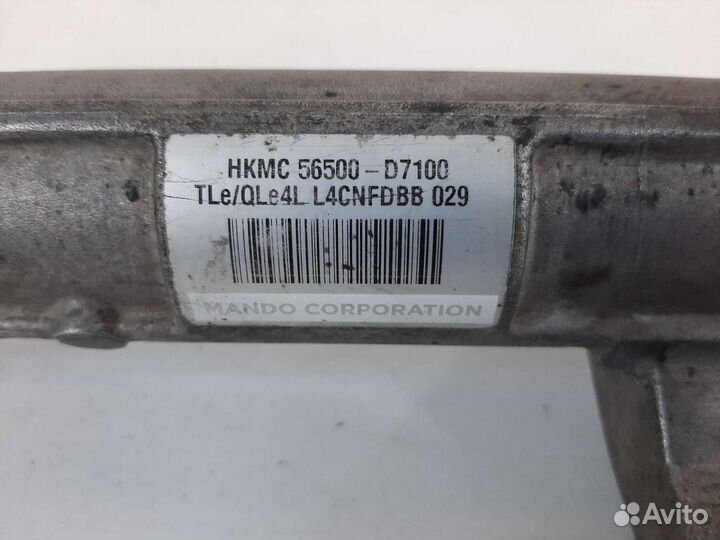 HKMC 56500-D7100
TLe/QLe4L L4CNFDBB 029
MANDO CORPORATION
Avito